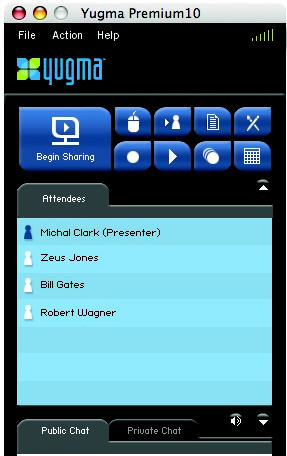 Yugma Premium10
File Action Help
yugma™
Begin Sharing
Attendees
Michal Clark (Presenter)
Zeus Jones
Bill Gates
Robert Wagner
Public Chat Private Chat